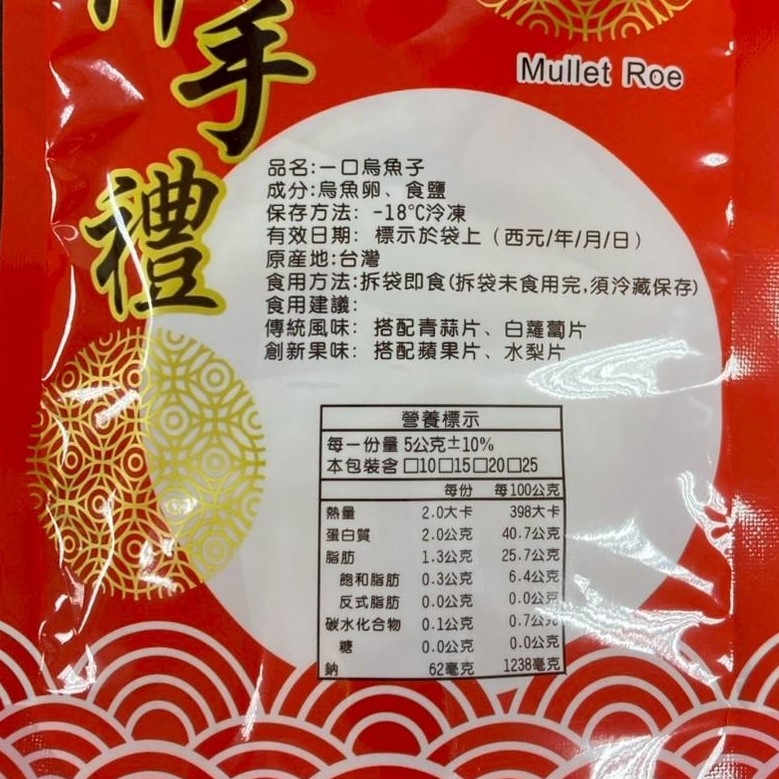 手
禮
Mullet Roe
品名:一口烏魚子
成分:烏魚卵、食鹽
保存方法: -18℃冷凍
有效日期: 標示於袋上（西元/年/月/日）
原産地:台灣
食用方法:拆袋即食(拆袋未食用完,須冷藏保存)
食用建議:
傳統風味: 搭配青蒜片、白蘿蔔片
創新果味: 搭配蘋果片、水梨片
營養標示
每一份量 5公克±10%
本包裝含 □10□15□20□25
每份 每100公克
熱量 2.0大卡 398大卡
蛋白質 2.0公克 40.7公克
脂肪 1.3公克 25.7公克
飽和脂肪 0.3公克 6.4公克
反式脂肪 0.0公克 0.0公克
碳水化合物 0.1公克 0.7公克
糖 0.0公克 0.0公克
鈉 62毫克 1238毫克